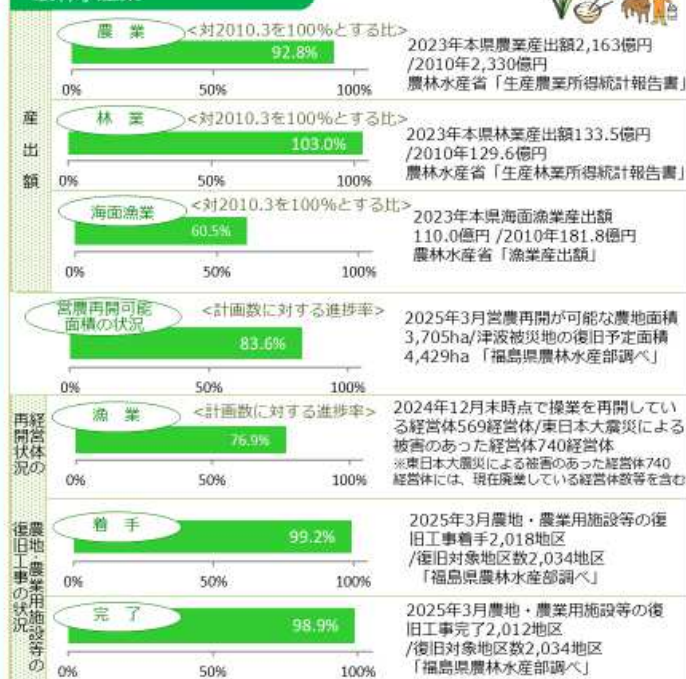 産出額
農 業
<対2010.3を100%とする比>
92.8%
0% 50% 100%
2023年本県農業産出額2,163億円
/2010年2,330億円
農林水産省「生産農業所得統計報告書」
林 業
<対2010.3を100%とする比>
103.0%
0% 50% 100%
2023年本県林業産出額133.5億円
/2010年129.6億円
農林水産省「生産林業所得統計報告書」
海面漁業
<対2010.3を100%とする比>
60.5%
0% 50% 100%
2023年本県海面漁業産出額
110.0億円 /2010年181.8億円
農林水産省「漁業産出額」
営農再開可能
面積の状況
<計画数に対する進捗率>
83.6%
0% 50% 100%
2025年3月営農再開が可能な農地面積
3,705ha/津波被災地の復旧予定面積
4,429ha 「福島県農林水産部調べ」
経営体の
再開状況
漁 業
<計画数に対する進捗率>
76.9%
0% 50% 100%
2024年12月末時点で操業を再開してい
る経営体569経営体/東日本大震災による
被害のあった経営体740経営体
※東日本大震災による被害のあった経営体740
経営体には、現在廃業している経営体数等を含む
農地・農業用施設等の
復旧工事の状況
着 手
99.2%
0% 50% 100%
2025年3月農地・農業用施設等の復
旧工事着手2,018地区
/復旧対象地区数2,034地区
「福島県農林水産部調べ」
完 了
98.9%
0% 50% 100%
2025年3月農地・農業用施設等の復
旧工事完了2,012地区
/復旧対象地区数2,034地区
「福島県農林水産部調べ」